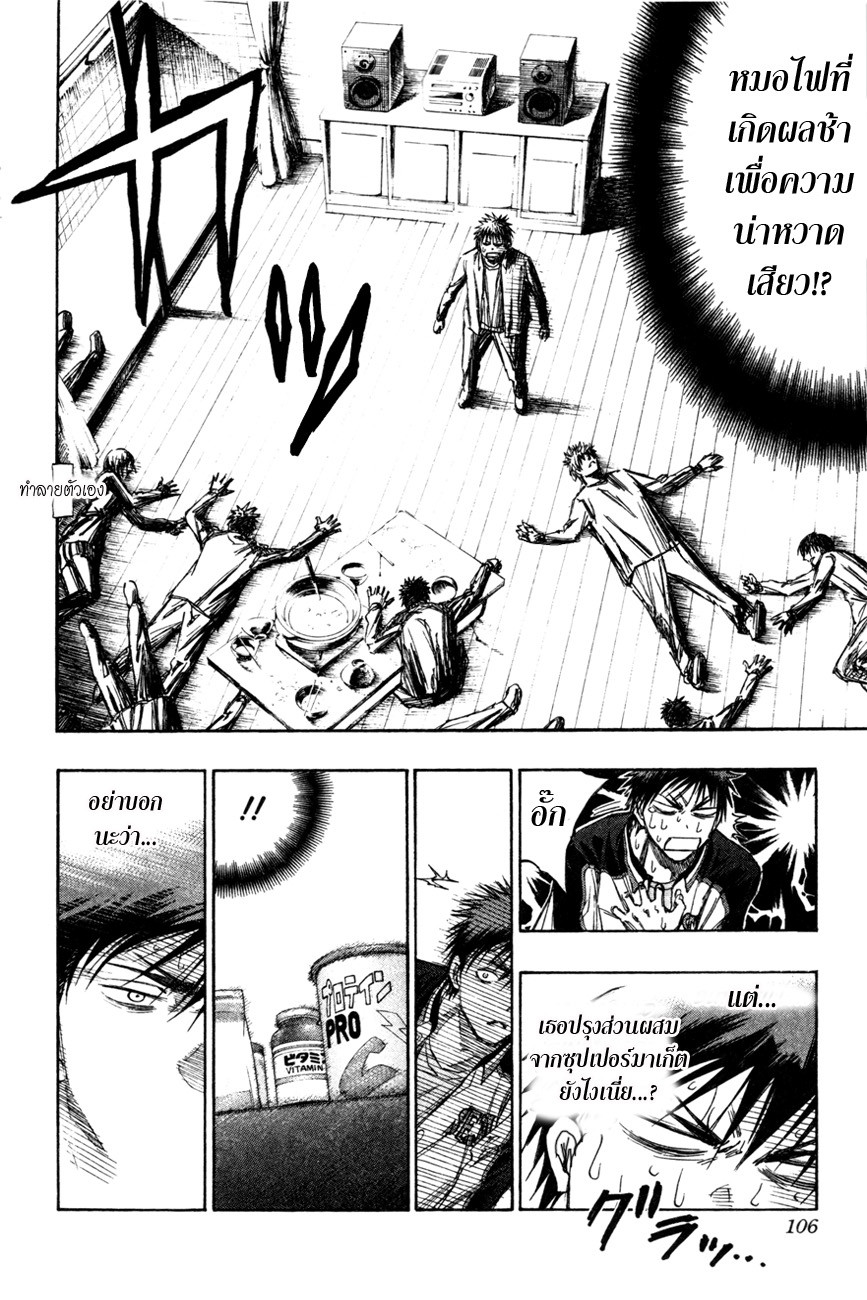 หมอไฟที่
เกิดผลช้า
เพื่อความ
น่าหวาด
เสียว!?
カッ
ทำลายตัวเอง
อั๊ก
แต่...
เธอปรุงส่วนผสม
จากซุปเปอร์มาเก็ต
ยังไงเนี่ย...?
グラッ...
!!
プロテイン
PRO
ビタミン
VITAMIN
อย่าบอก
นะว่า...
106